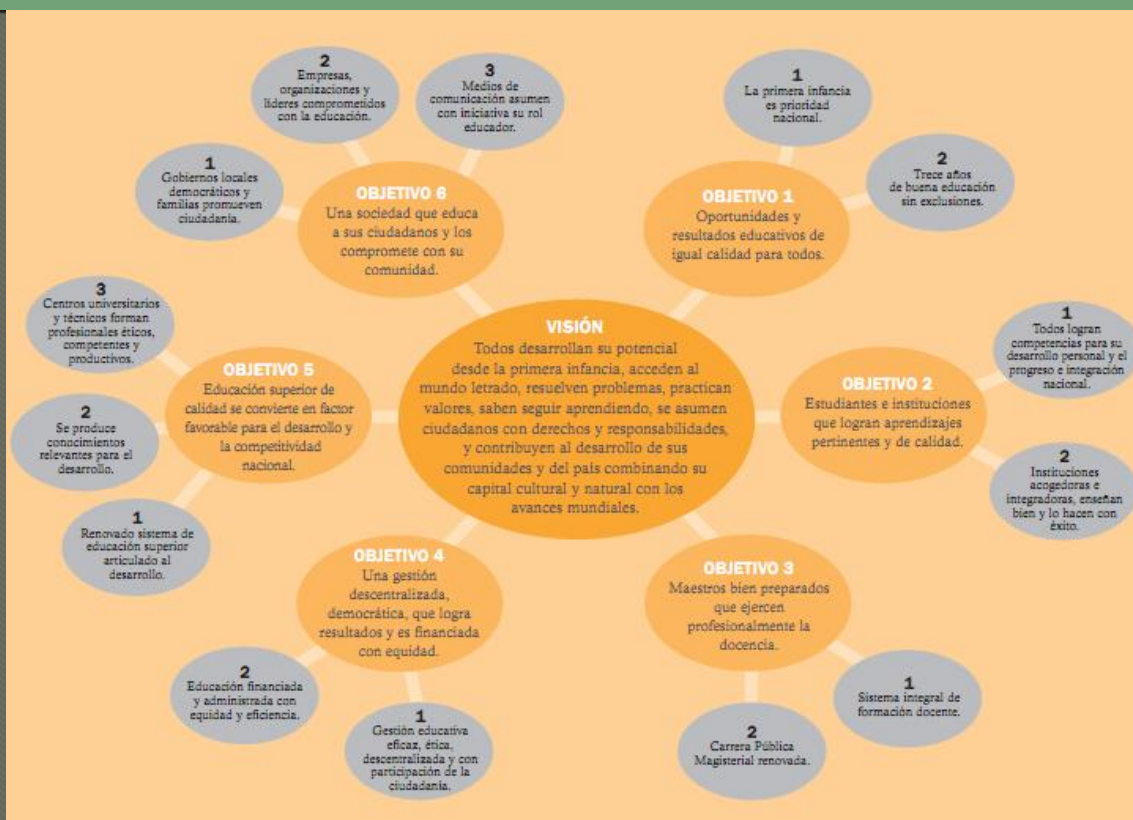 VISIÓN
Todos desarrollan su potencial
desde la primera infancia, acceden al
mundo letrado, resuelven problemas, practican
valores, saben seguir aprendiendo, se asumen
ciudadanos con derechos y responsabilidades,
y contribuyen al desarrollo de sus
comunidades y del país combinando su
capital cultural y natural con los
avances mundiales.
OBJETIVO 1
Oportunidades y
resultados educativos de
igual calidad para todos.
1
La primera infancia
es prioridad
nacional.
2
Trece años
de buena educación
sin exclusiones.
OBJETIVO 2
Estudiantes e instituciones
que logran aprendizajes
pertinentes y de calidad.
1
Todos logran
competencias para su
desarrollo personal y el
progreso e integración
nacional.
2
Instituciones
acogedoras e
integradoras, enseñan
bien y lo hacen con
éxito.
OBJETIVO 3
Maestros bien preparados
que ejercen
profesionalmente la
docencia.
1
Sistema integral de
formación docente.
2
Carrera Pública
Magisterial renovada.
OBJETIVO 4
Una gestión
descentralizada,
democrática, que logra
resultados y es financiada
con equidad.
1
Gestión educativa
eficaz, ética,
descentralizada y con
participación de la
ciudadanía.
2
Educación financiada
y administrada con
equidad y eficiencia.
OBJETIVO 5
Educación superior de
calidad se convierte en factor
favorable para el desarrollo y
la competitividad
nacional.
1
Renovado sistema de
educación superior
articulado al
desarrollo.
2
Se produce
conocimientos
relevantes para el
desarrollo.
3
Centros universitarios
y técnicos forman
profesionales éticos,
competentes y
productivos.
OBJETIVO 6
Una sociedad que educa
a sus ciudadanos y los
compromete con su
comunidad.
1
Gobiernos locales
democráticos y
familias promueven
ciudadanía.
2
Empresas,
organizaciones y
líderes comprometidos
con la educación.
3
Medios de
comunicación asumen
con iniciativa su rol
educador.